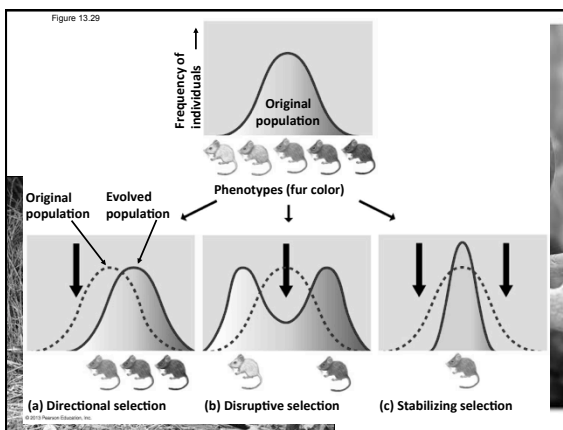 Figure 13.29
Frequency of
individuals
Original
population
Phenotypes (fur color)
Original
population
Evolved
population
(a) Directional selection
(b) Disruptive selection
(c) Stabilizing selection
© 2013 Pearson Education, Inc.